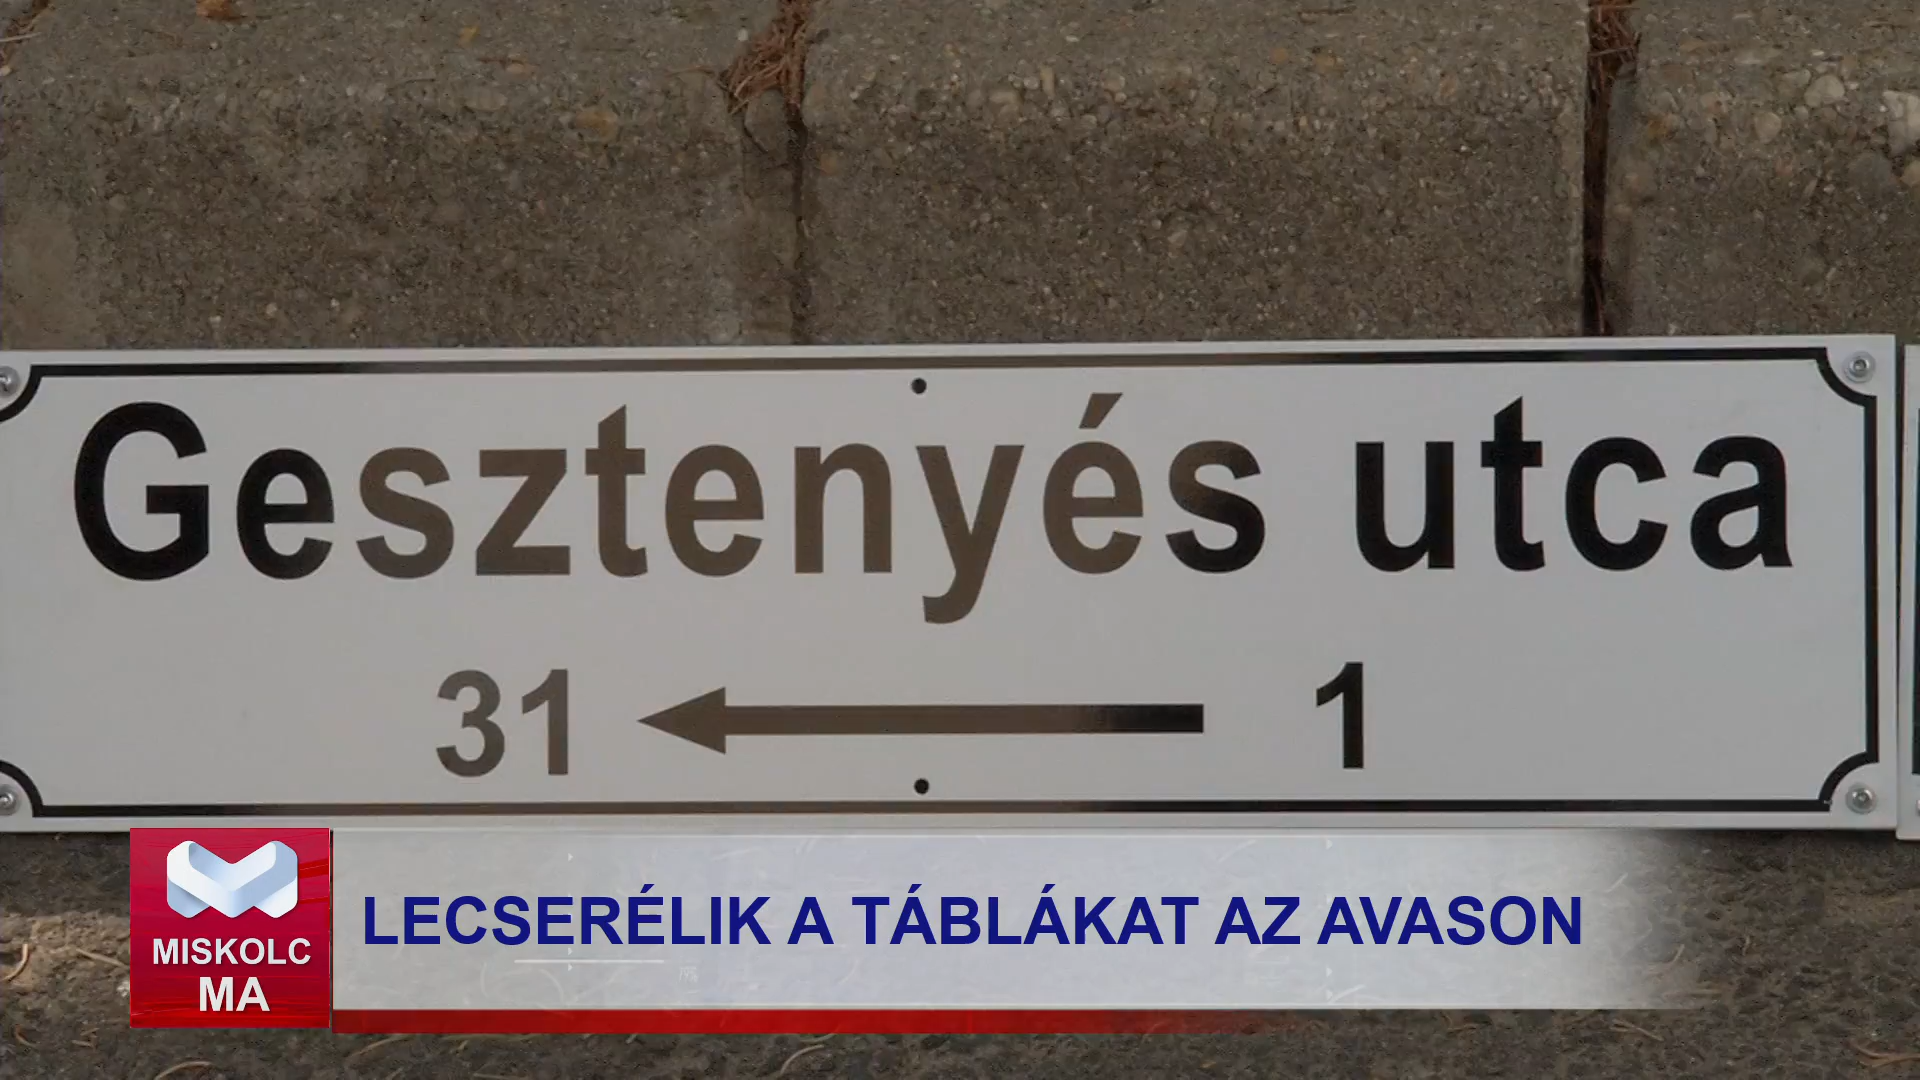 Gesztenyés utca
31 1
LECSERÉLIK A TÁBLÁKAT AZ AVASON
MISKOLC
MA